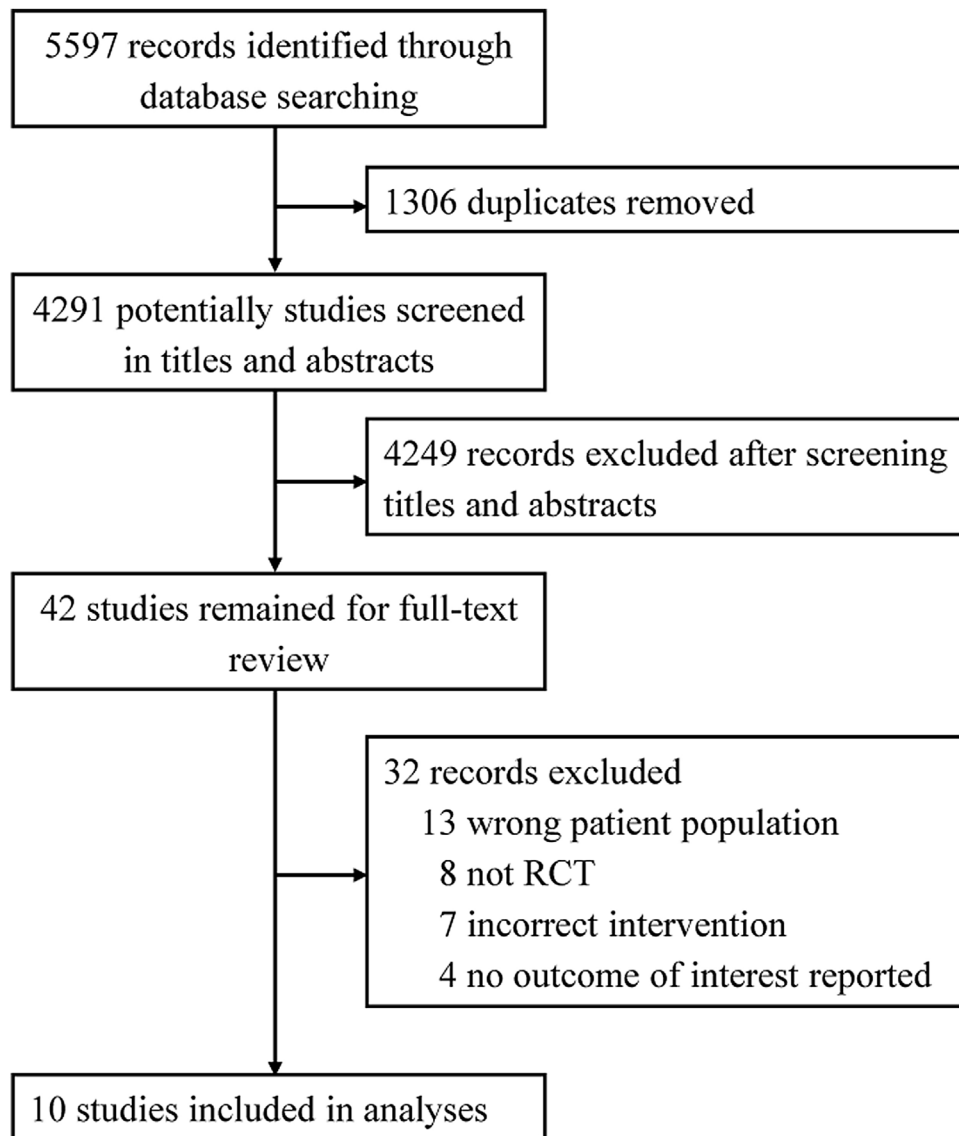 5597 records identified through
database searching
1306 duplicates removed
4291 potentially studies screened
in titles and abstracts
4249 records excluded after screening
titles and abstracts
42 studies remained for full-text
review
32 records excluded
13 wrong patient population
8 not RCT
7 incorrect intervention
4 no outcome of interest reported
10 studies included in analyses